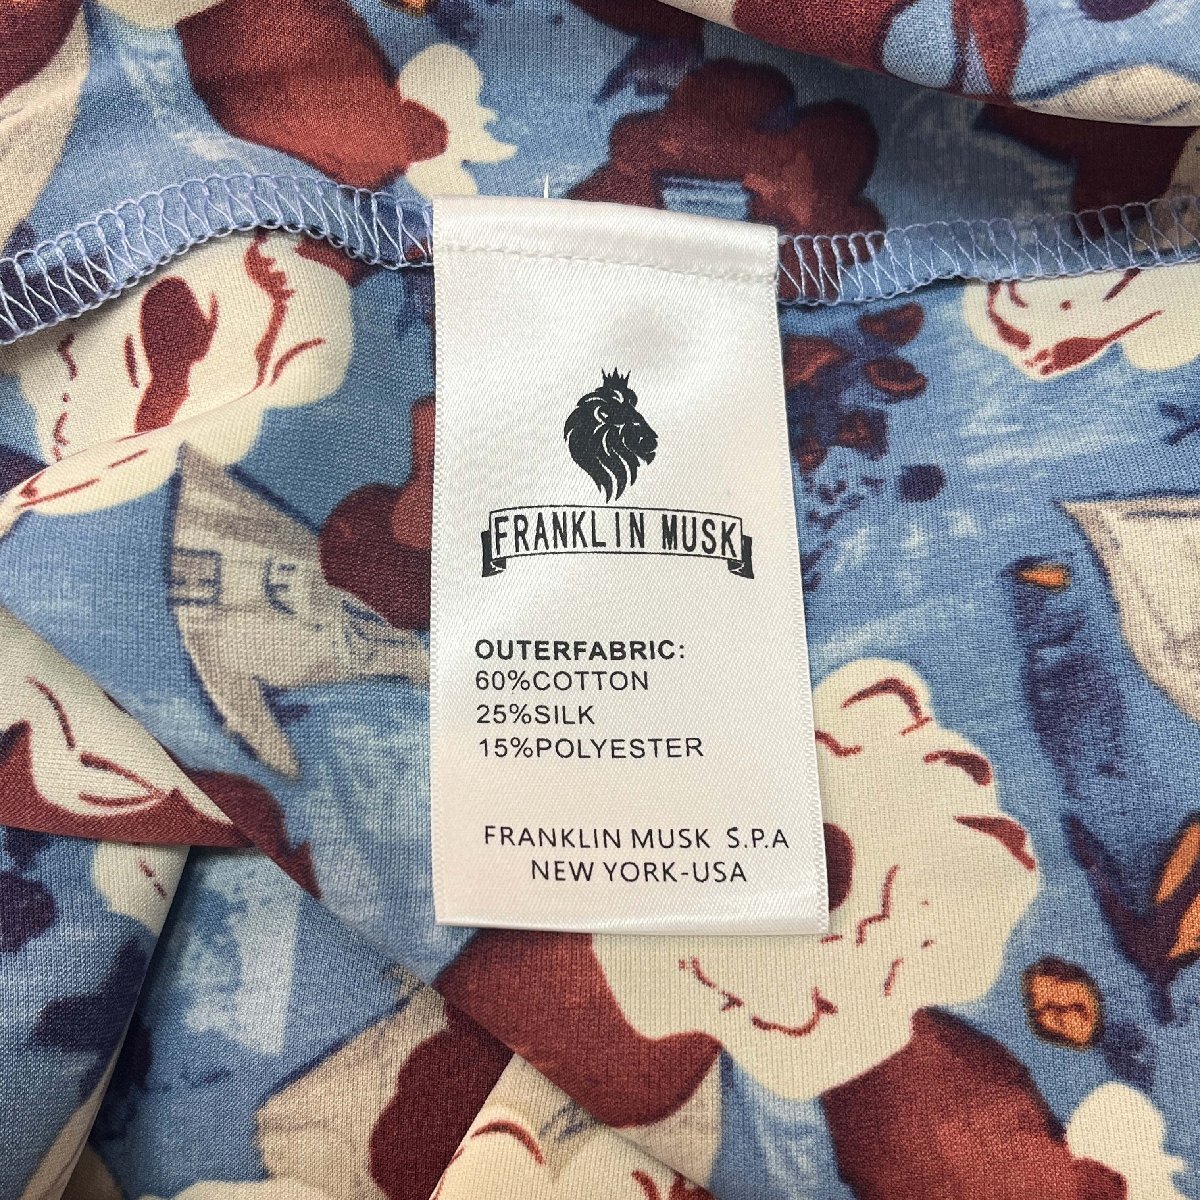 FRANKLIN MUSK
OUTERFABRIC:
60%COTTON
25%SILK
15%POLYESTER
FRANKLIN MUSK S.P.A
NEW YORK-USA